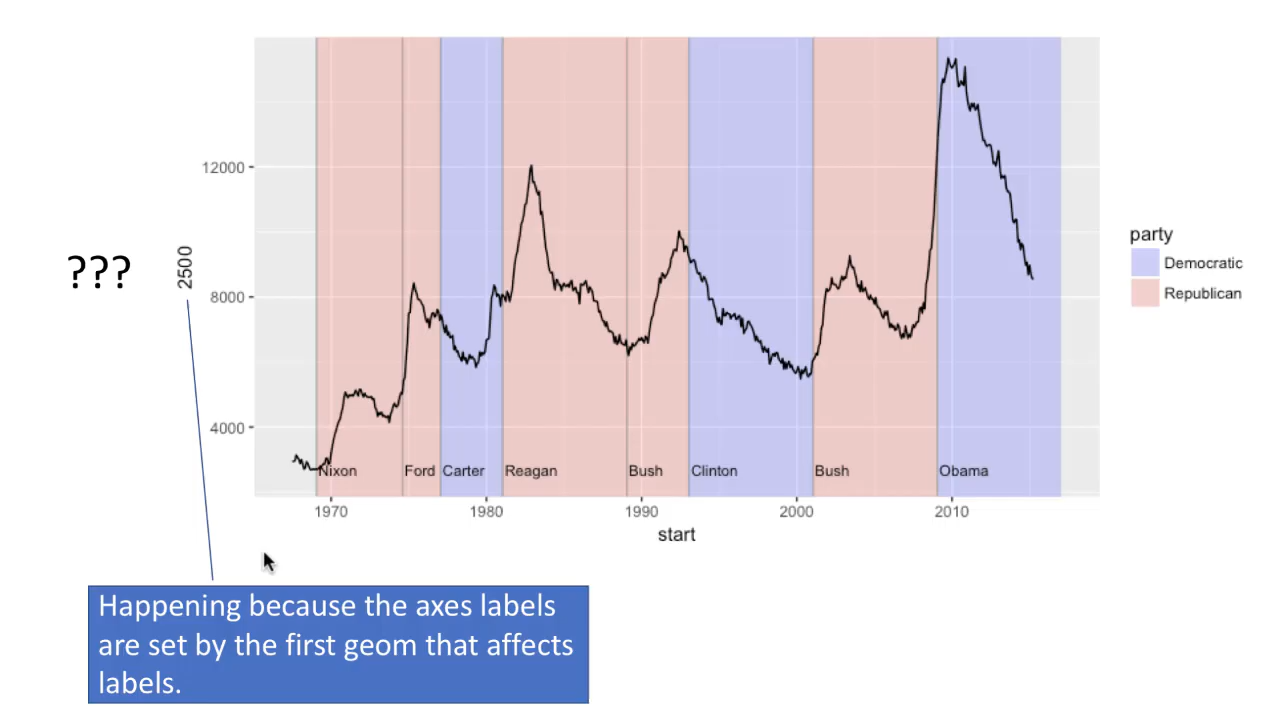 12000
8000
4000
2500
???
Nixon Ford Carter Reagan Bush Clinton Bush Obama
1970 1980 1990 2000 2010
start
party
Democratic
Republican
Happening because the axes labels
are set by the first geom that affects
labels.